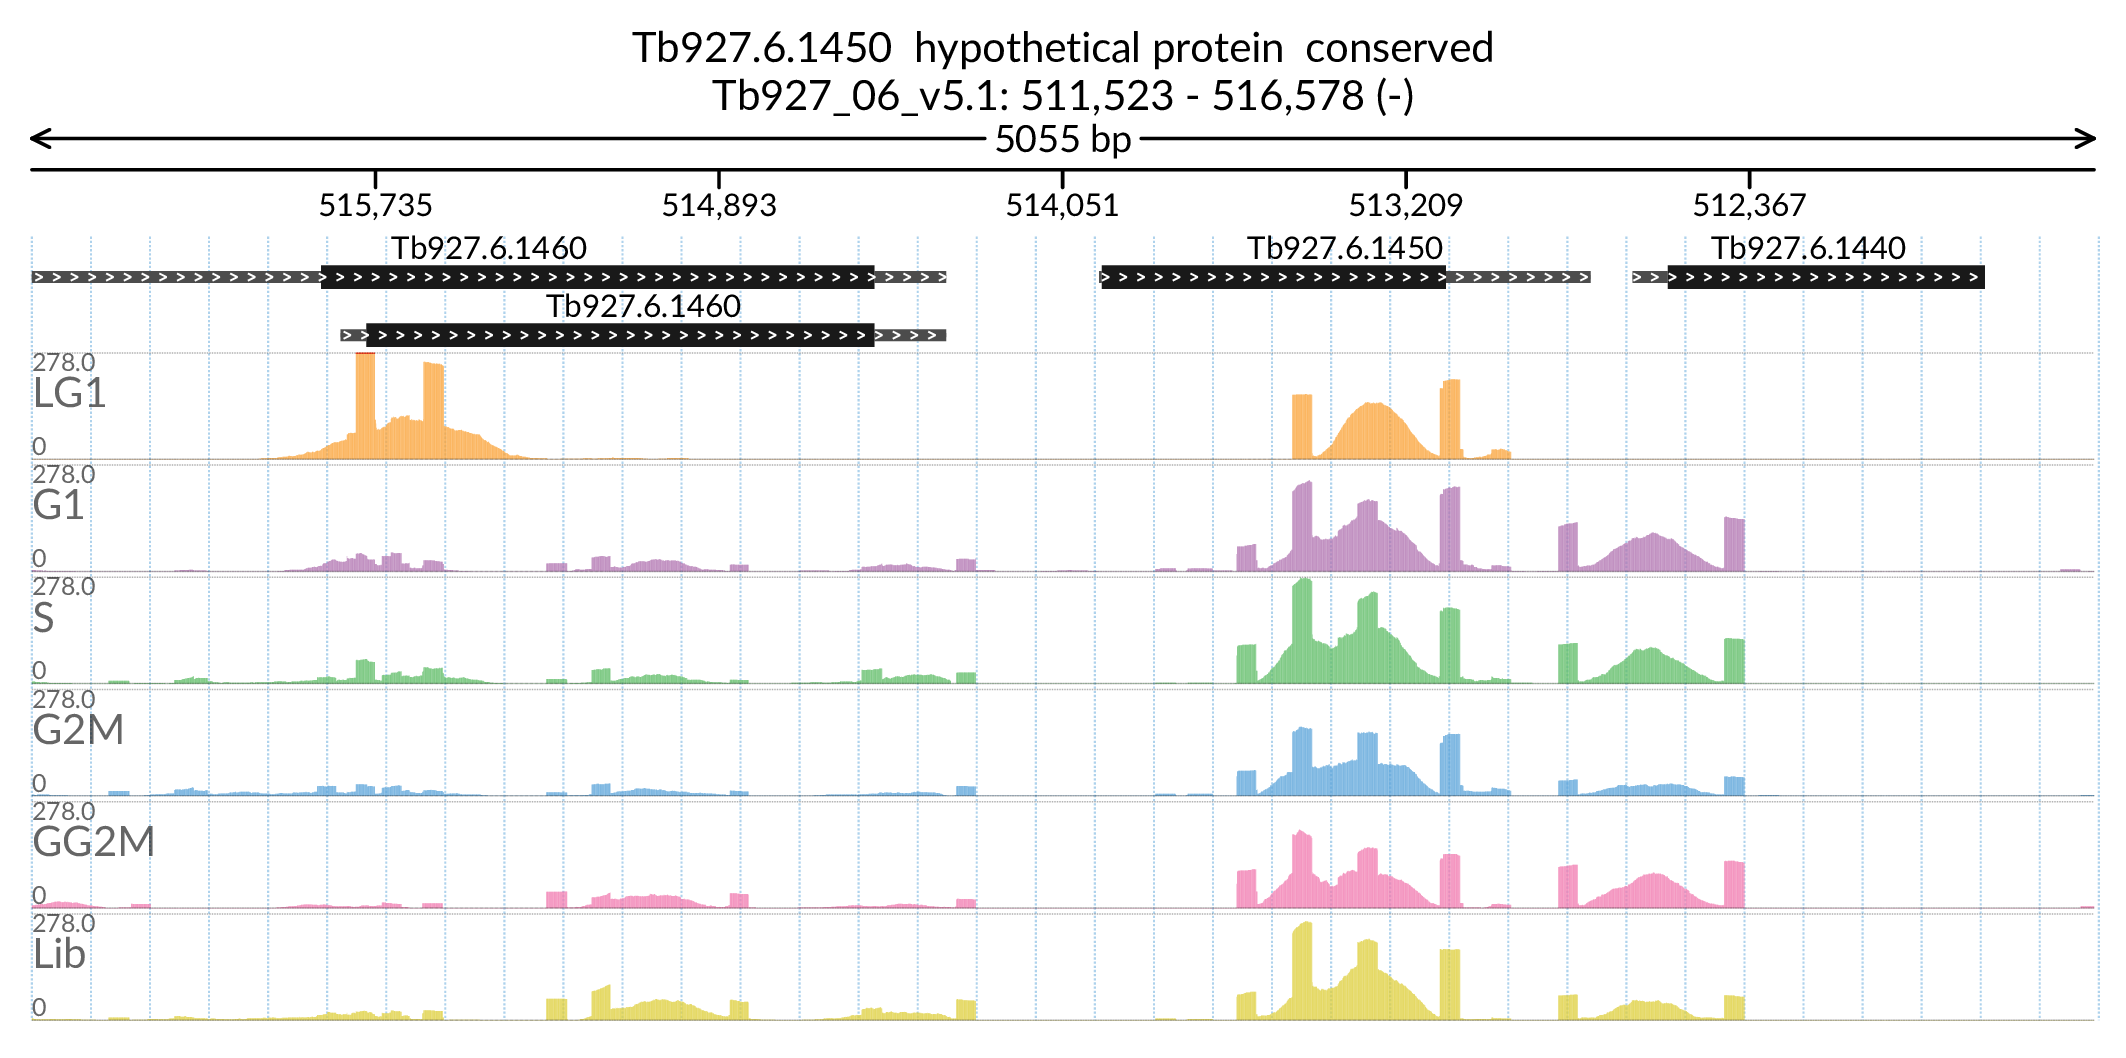 Tb927.6.1450 hypothetical protein conserved
Tb927_06_v5.1: 511,523 - 516,578 (-)
5055 bp
515,735 514,893 514,051 513,209 512,367
Tb927.6.1460 Tb927.6.1450 Tb927.6.1440
Tb927.6.1460
278.0
LG1
0
278.0
G1
0
278.0
S
0
278.0
G2M
0
278.0
GG2M
0
278.0
Lib
0